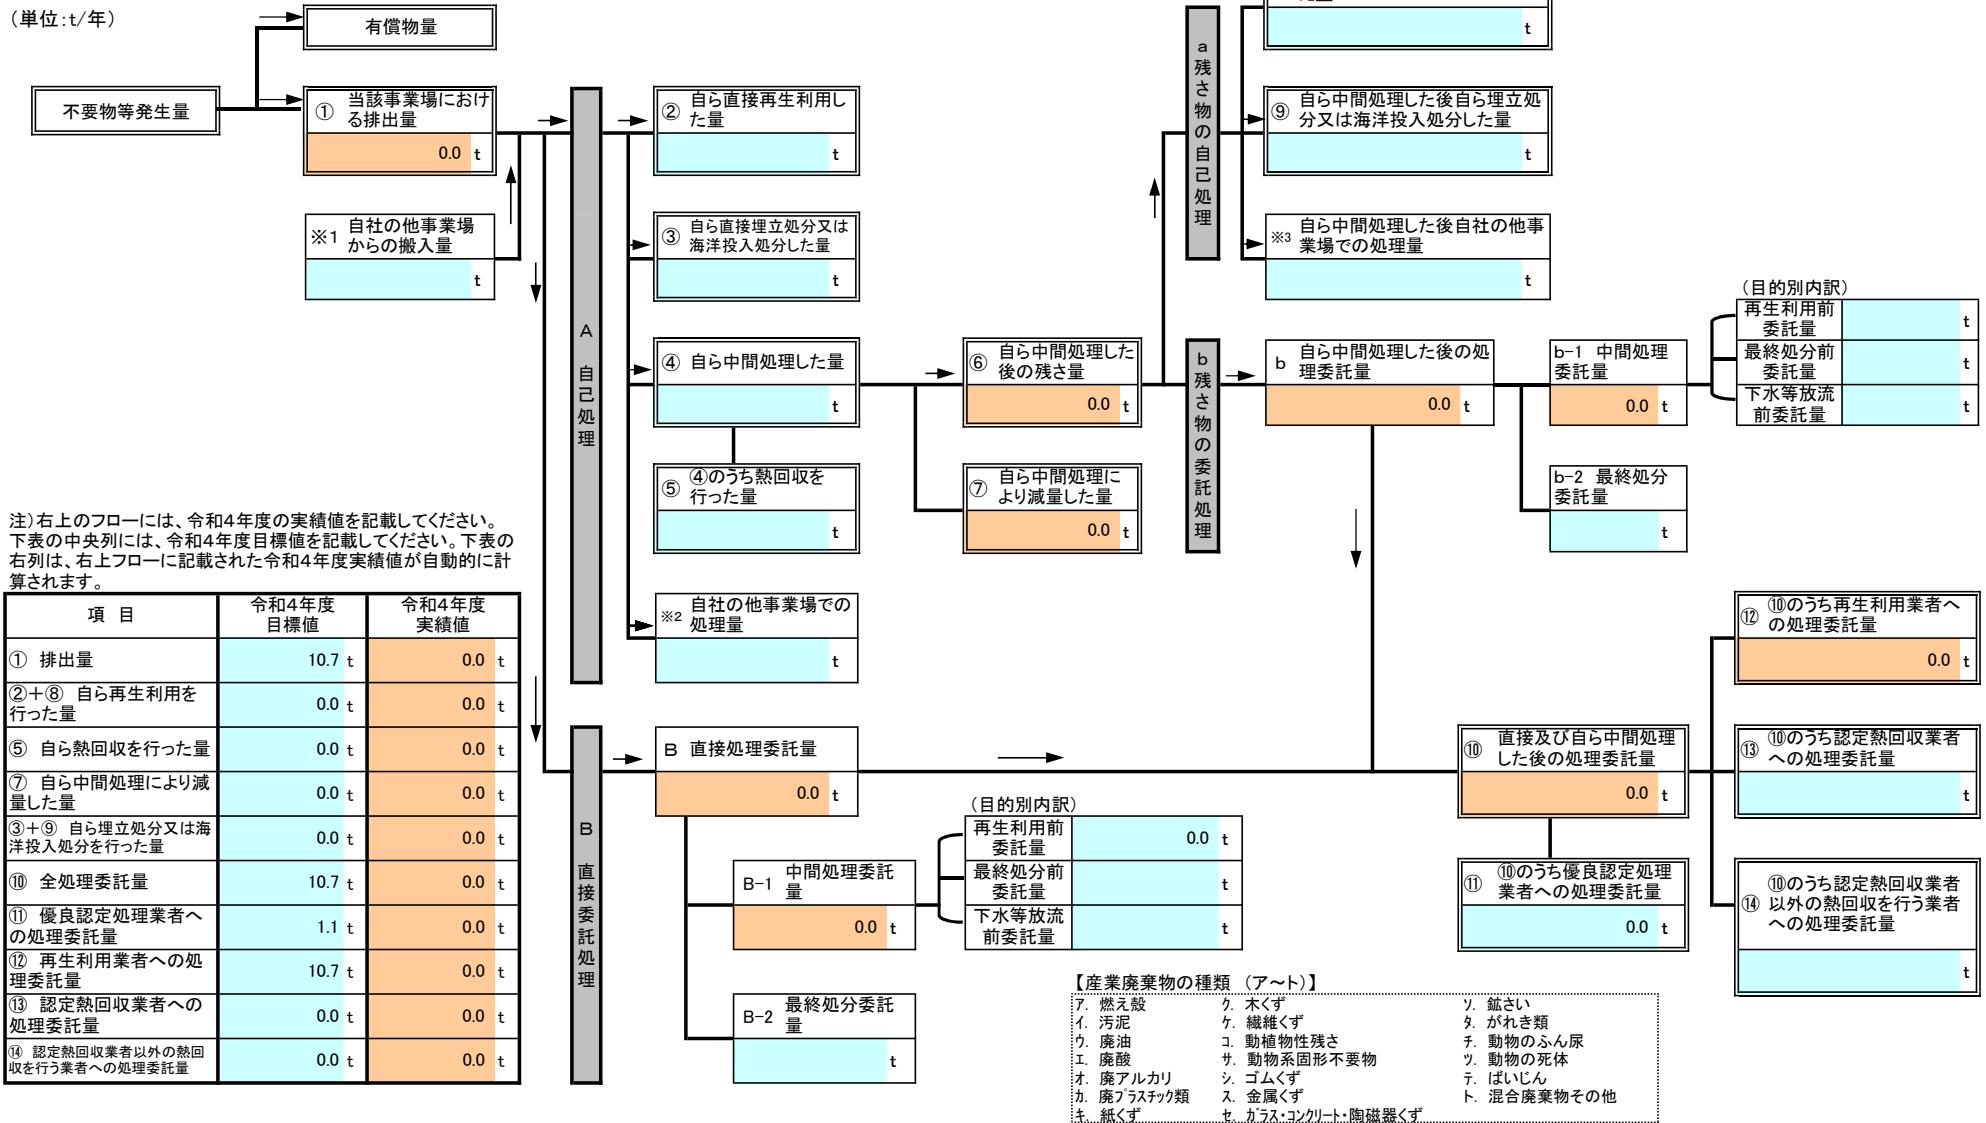 （単位：t/年）
有償物量
不要物等発生量
① 当該事業場におけ
る排出量
0.0 t
※1 自社の他事業場
からの搬入量
t
A 自己処理
② 自ら直接再生利用し
た量
t
③ 自ら直接埋立処分又は
海洋投入処分した量
t
④ 自ら中間処理した量
t
⑤ ④のうち熱回収を
行った量
t
※2 自社の他事業場での
処理量
t
⑥ 自ら中間処理した
後の残さ量
0.0 t
⑦ 自ら中間処理に
より減量した量
0.0 t
a 残さ物の自己処理
t
⑨ 自ら中間処理した後自ら埋立処
分又は海洋投入処分した量
t
※3 自ら中間処理した後自社の他事
業場での処理量
t
b 残さ物の委託処理
b 自ら中間処理した後の処
理委託量
0.0 t
b-1 中間処理
委託量
0.0 t
b-2 最終処分
委託量
t
（目的別内訳）
再生利用前
委託量 t
最終処分前
委託量 t
下水等放流
前委託量 t
注）右上のフローには、令和４年度の実績値を記載してください。
下表の中央列には、令和４年度目標値を記載してください。下表の
右列は、右上フローに記載された令和４年度実績値が自動的に計
算されます。
項 目 令和４年度 目標値 令和４年度 実績値
① 排出量 10.7 t 0.0 t
②＋⑧ 自ら再生利用を
行った量 0.0 t 0.0 t
⑤ 自ら熱回収を行った量 0.0 t 0.0 t
⑦ 自ら中間処理により減
量した量 0.0 t 0.0 t
③＋⑨ 自ら埋立処分又は海
洋投入処分を行った量 0.0 t 0.0 t
⑩ 全処理委託量 10.7 t 0.0 t
⑪ 優良認定処理業者へ
の処理委託量 1.1 t 0.0 t
⑫ 再生利用業者への処
理委託量 10.7 t 0.0 t
⑬ 認定熱回収業者への
処理委託量 0.0 t 0.0 t
⑭ 認定熱回収業者以外の熱回
収を行う業者への処理委託量 0.0 t 0.0 t
B 直接委託処理
B 直接処理委託量
0.0 t
B-1 中間処理委託
量
0.0 t
B-2 最終処分委託
量
t
（目的別内訳）
再生利用前
委託量 0.0 t
最終処分前
委託量 t
下水等放流
前委託量 t
⑩ 直接及び自ら中間処理
した後の処理委託量
0.0 t
⑪ ⑩のうち優良認定処理
業者への処理委託量
0.0 t
⑫ ⑩のうち再生利用業者へ
の処理委託量
0.0 t
⑬ ⑩のうち認定熱回収業者
への処理委託量
t
⑭ ⑩のうち認定熱回収業者
以外の熱回収を行う業者
への処理委託量
t
【産業廃棄物の種類 （ア～ト）】
ア. 燃え殻 ク. 木くず ソ. 鉱さい
イ. 汚泥 ケ. 繊維くず タ. がれき類
ウ. 廃油 コ. 動植物性残さ チ. 動物のふん尿
エ. 廃酸 サ. 動物系固形不要物 ツ. 動物の死体
オ. 廃アルカリ シ. ゴムくず テ. ばいじん
カ. 廃プラスチック類 ス. 金属くず ト. 混合廃棄物その他
キ. 紙くず セ. ガラス・コンクリート・陶磁器くず